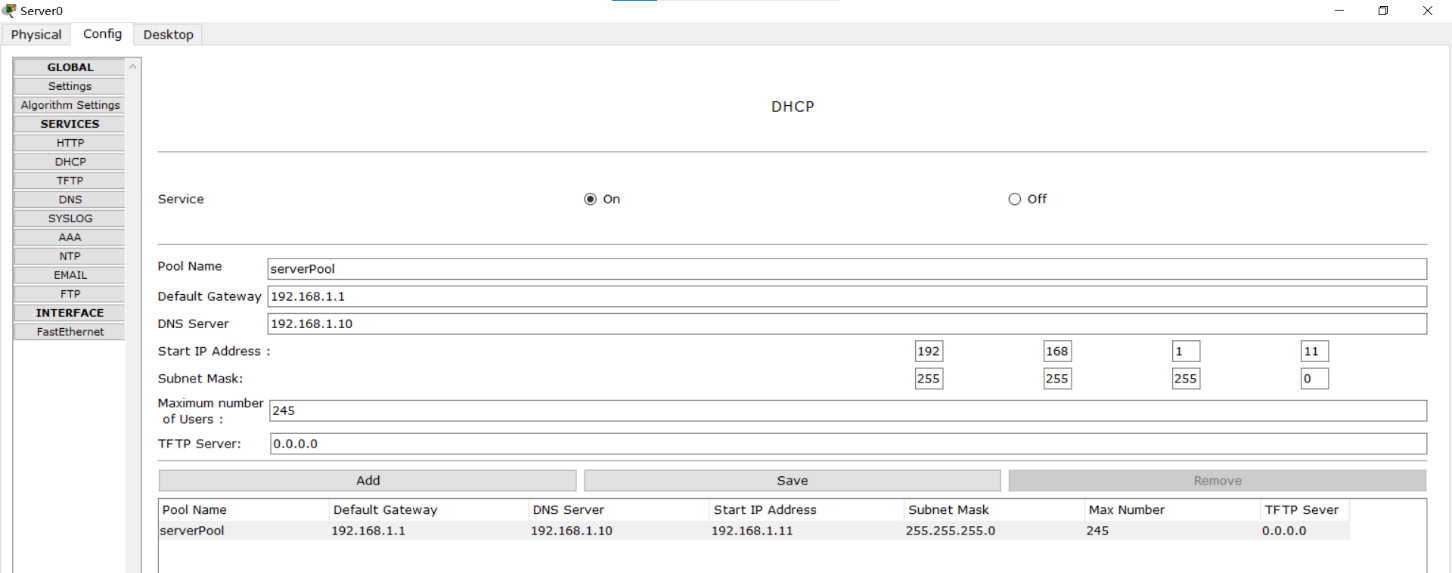 Server0
Physical Config Desktop
GLOBAL
Settings
Algorithm Settings
SERVICES
HTTP
DHCP
TFTP
DNS
SYSLOG
AAA
NTP
EMAIL
FTP
INTERFACE
FastEthernet
DHCP
Service On Off
Pool Name serverPool
Default Gateway 192.168.1.1
DNS Server 192.168.1.10
Start IP Address : 192 168 1 11
Subnet Mask: 255 255 255 0
Maximum number
of Users : 245
TFTP Server: 0.0.0.0
Add Save Remove
Pool Name Default Gateway DNS Server Start IP Address Subnet Mask Max Number TFTP Sever
serverPool 192.168.1.1 192.168.1.10 192.168.1.11 255.255.255.0 245 0.0.0.0